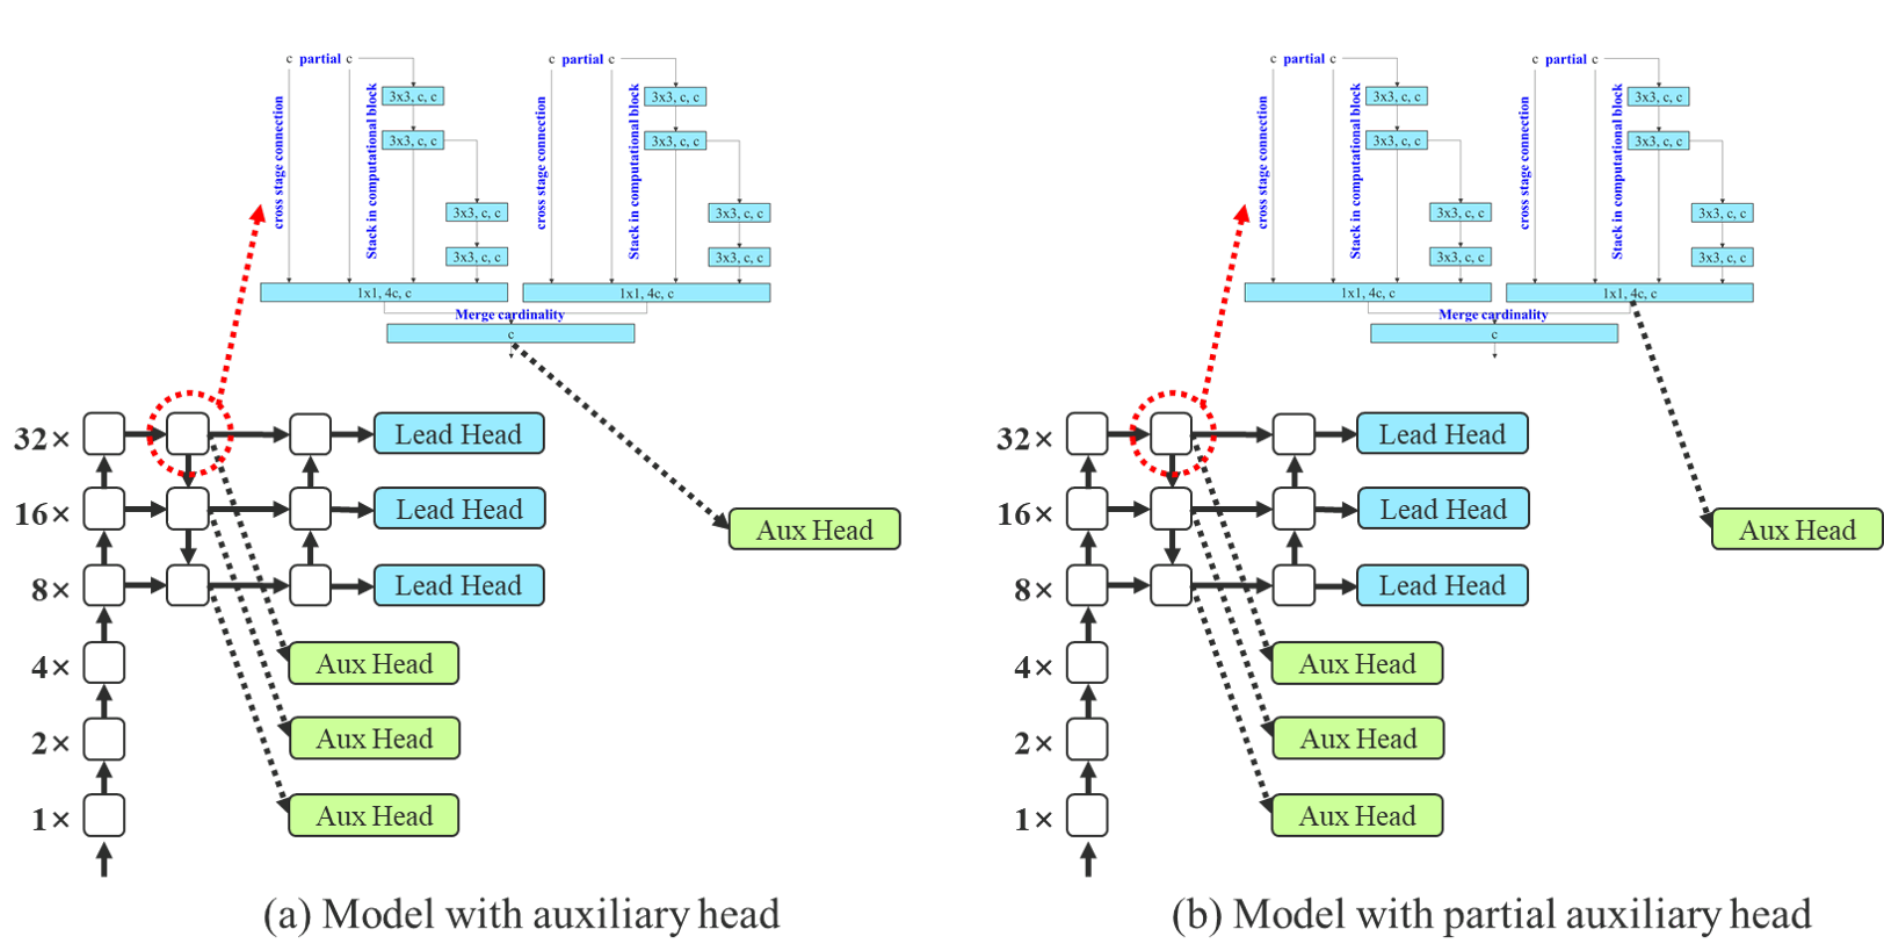 c partial c
cross stage connection
Stack in computational block
3x3, c, c
3x3, c, c
3x3, c, c
3x3, c, c
1x1, 4c, c
c partial c
cross stage connection
Stack in computational block
3x3, c, c
3x3, c, c
3x3, c, c
3x3, c, c
1x1, 4c, c
Merge cardinality
c
32× Lead Head
16× Lead Head
Aux Head
8× Lead Head
4× Aux Head
2× Aux Head
1× Aux Head
(a) Model with auxiliary head
c partial c
cross stage connection
Stack in computational block
3x3, c, c
3x3, c, c
3x3, c, c
3x3, c, c
1x1, 4c, c
c partial c
cross stage connection
Stack in computational block
3x3, c, c
3x3, c, c
3x3, c, c
3x3, c, c
1x1, 4c, c
Merge cardinality
c
32× Lead Head
16× Lead Head
Aux Head
8× Lead Head
4× Aux Head
2× Aux Head
1× Aux Head
(b) Model with partial auxiliary head